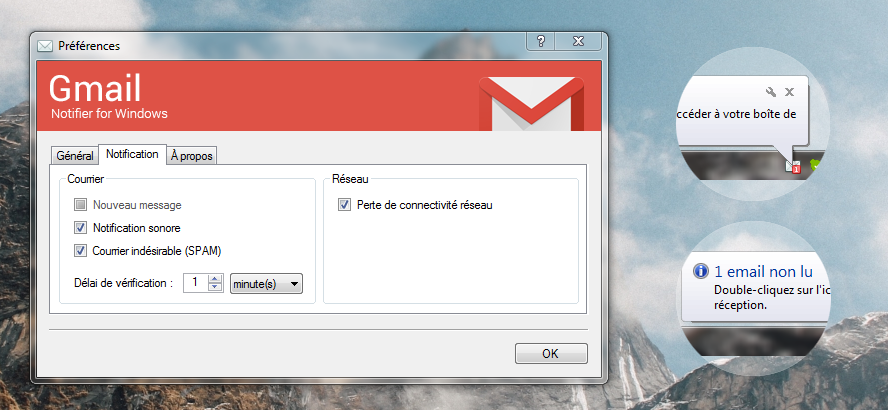 Préférences
?
Gmail
Notifier for Windows
Général
Notification
À propos
Courrier
Nouveau message
Notification sonore
Courrier indésirable (SPAM)
Délai de vérification :
1
minute(s)
Réseau
Perte de connectivité réseau
OK
ccéder à votre boîte de
1
1 email non lu
Double-cliquez sur l'ic
réception.